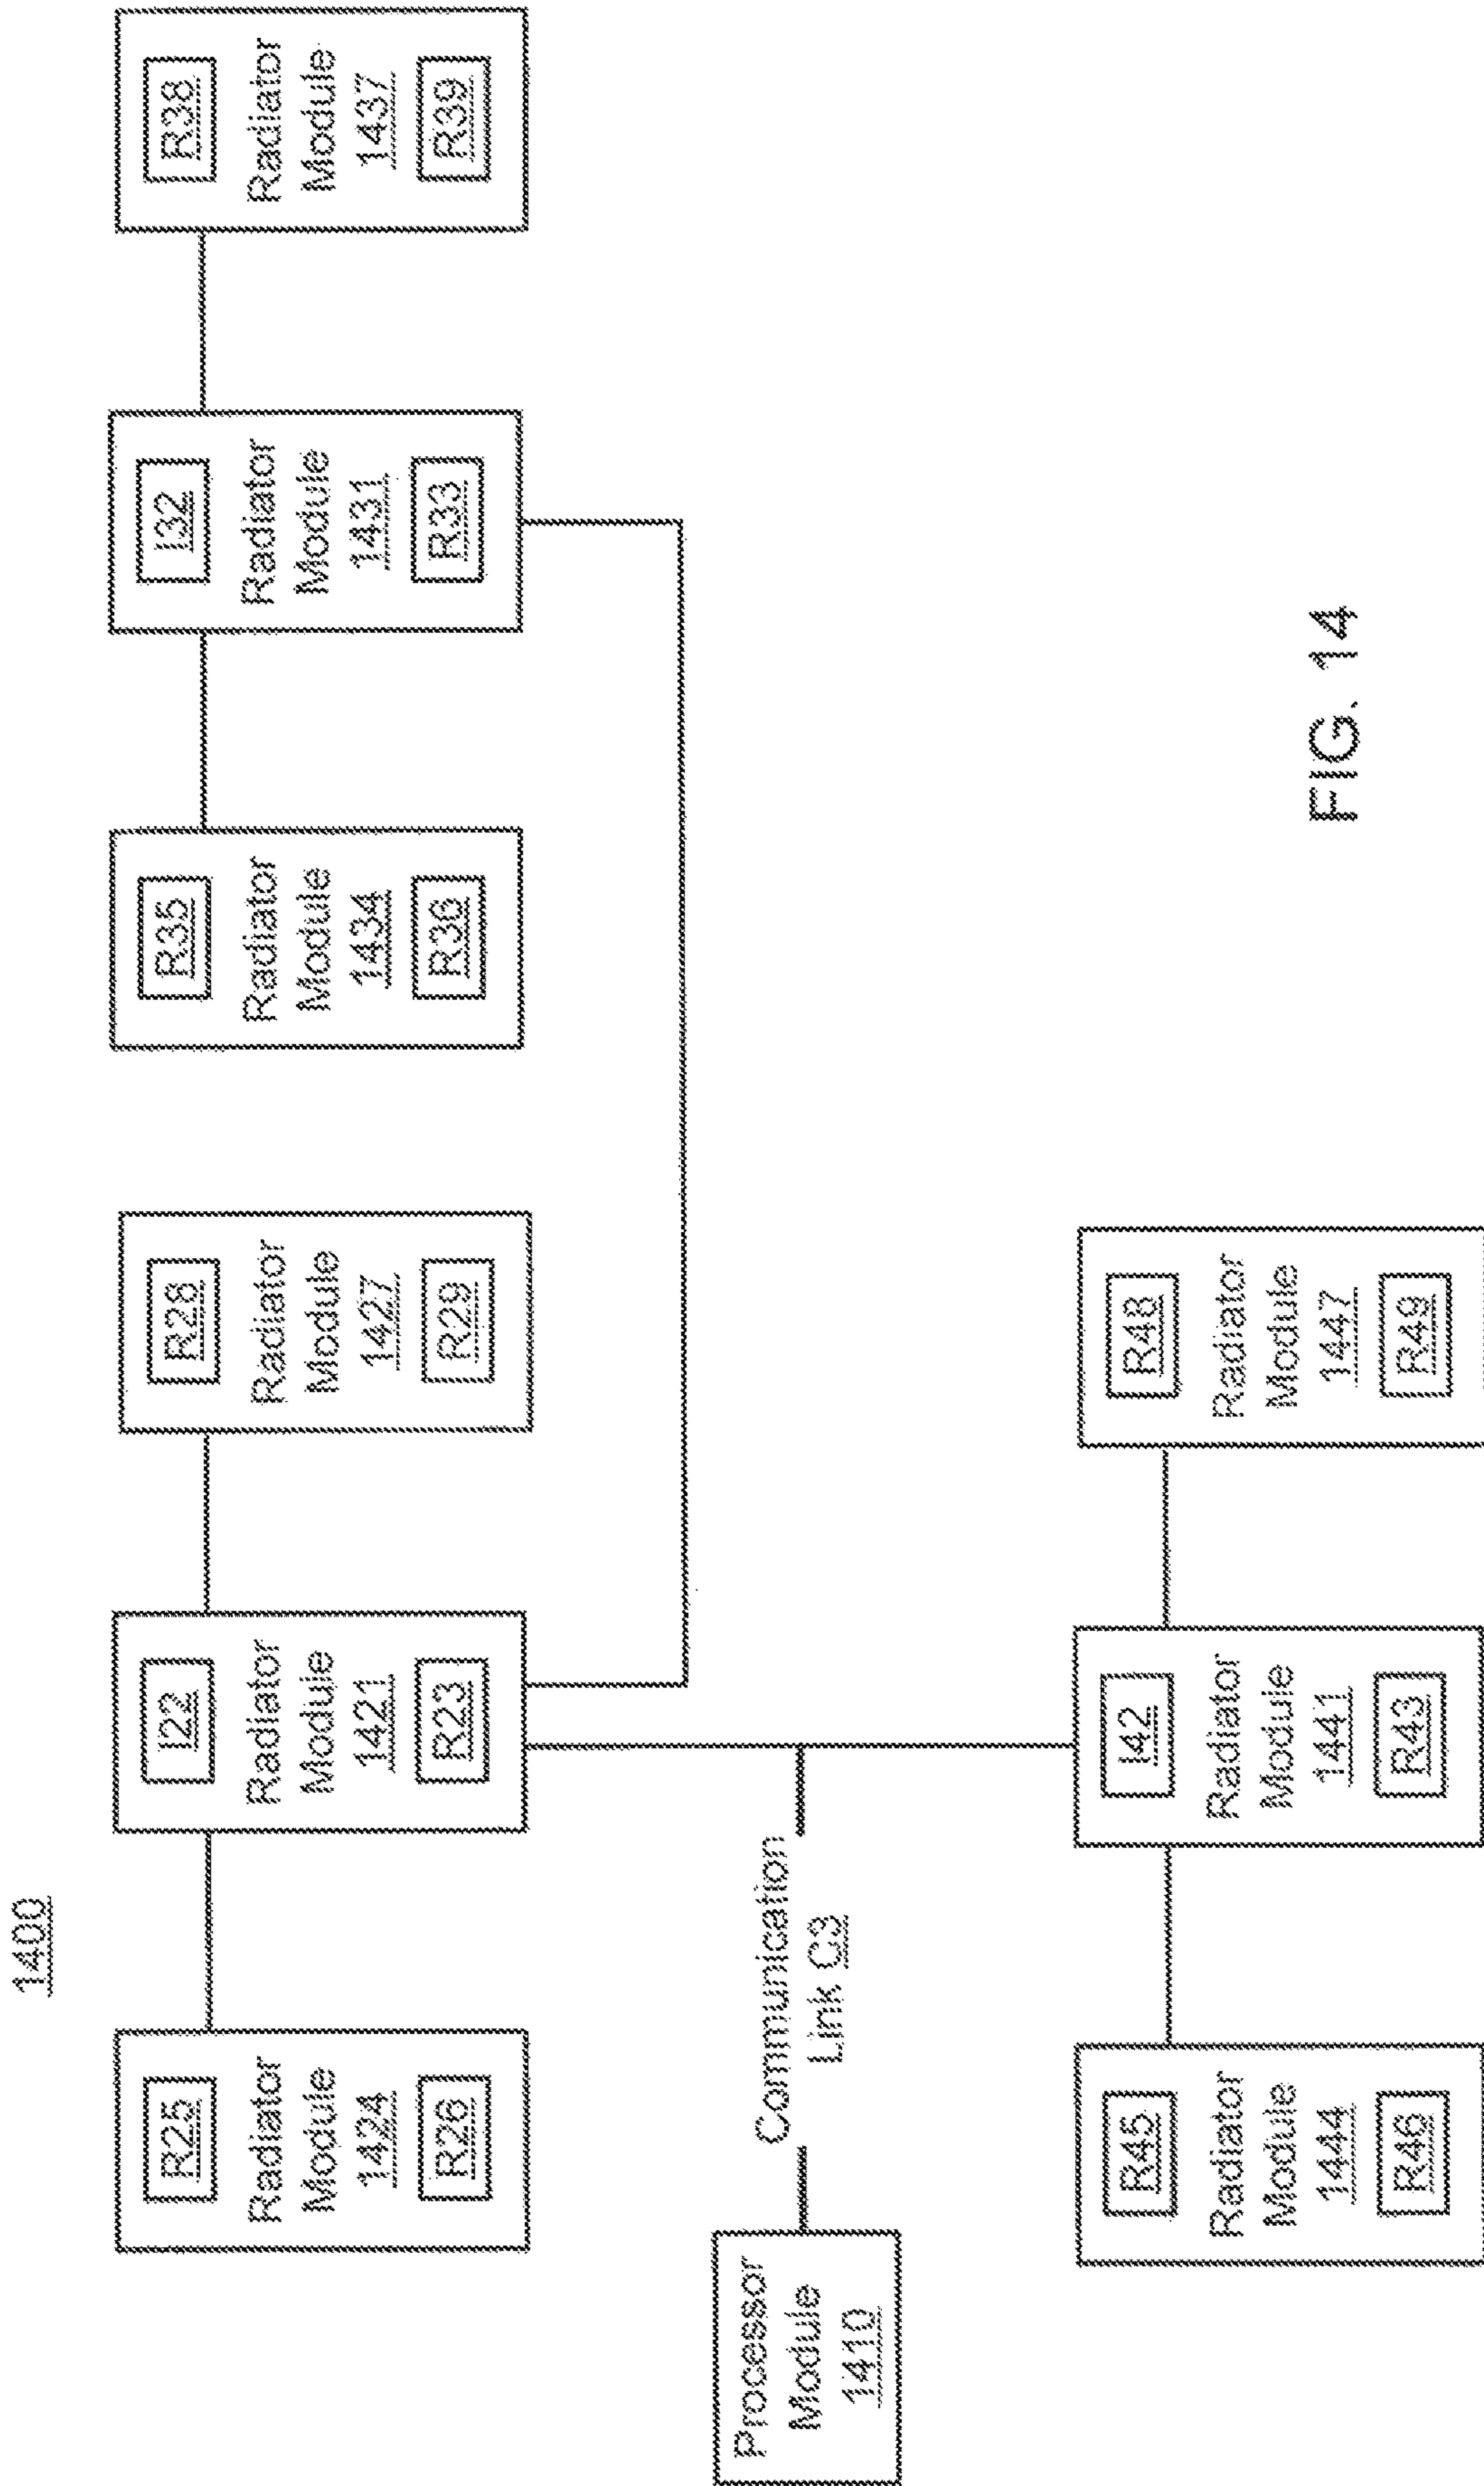 1400
R25
Radiator
Module
1424
R26
I22
Radiator
Module
1421
R23
R28
Radiator
Module
1427
R29
R35
Radiator
Module
1434
R36
I32
Radiator
Module
1431
R33
R38
Radiator
Module
1437
R39
Processor
Module
1410
Communication
Link C3
R45
Radiator
Module
1444
R46
I42
Radiator
Module
1441
R43
R48
Radiator
Module
1447
R49
FIG. 14